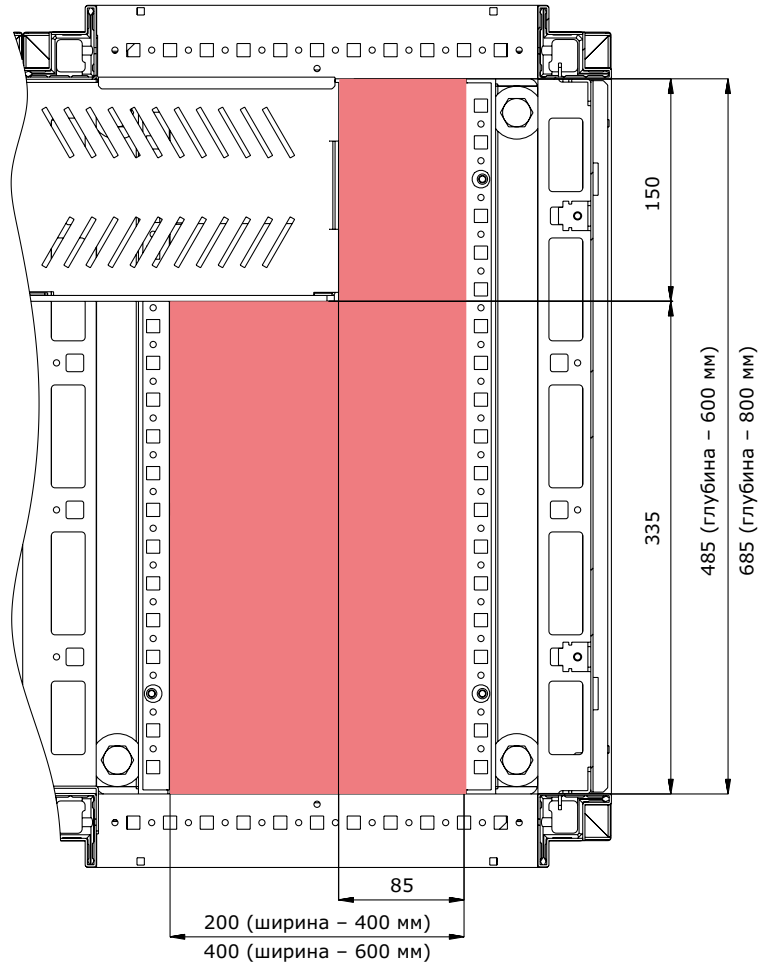 150
335
485 (глубина – 600 мм)
685 (глубина – 800 мм)
85
200 (ширина – 400 мм)
400 (ширина – 600 мм)